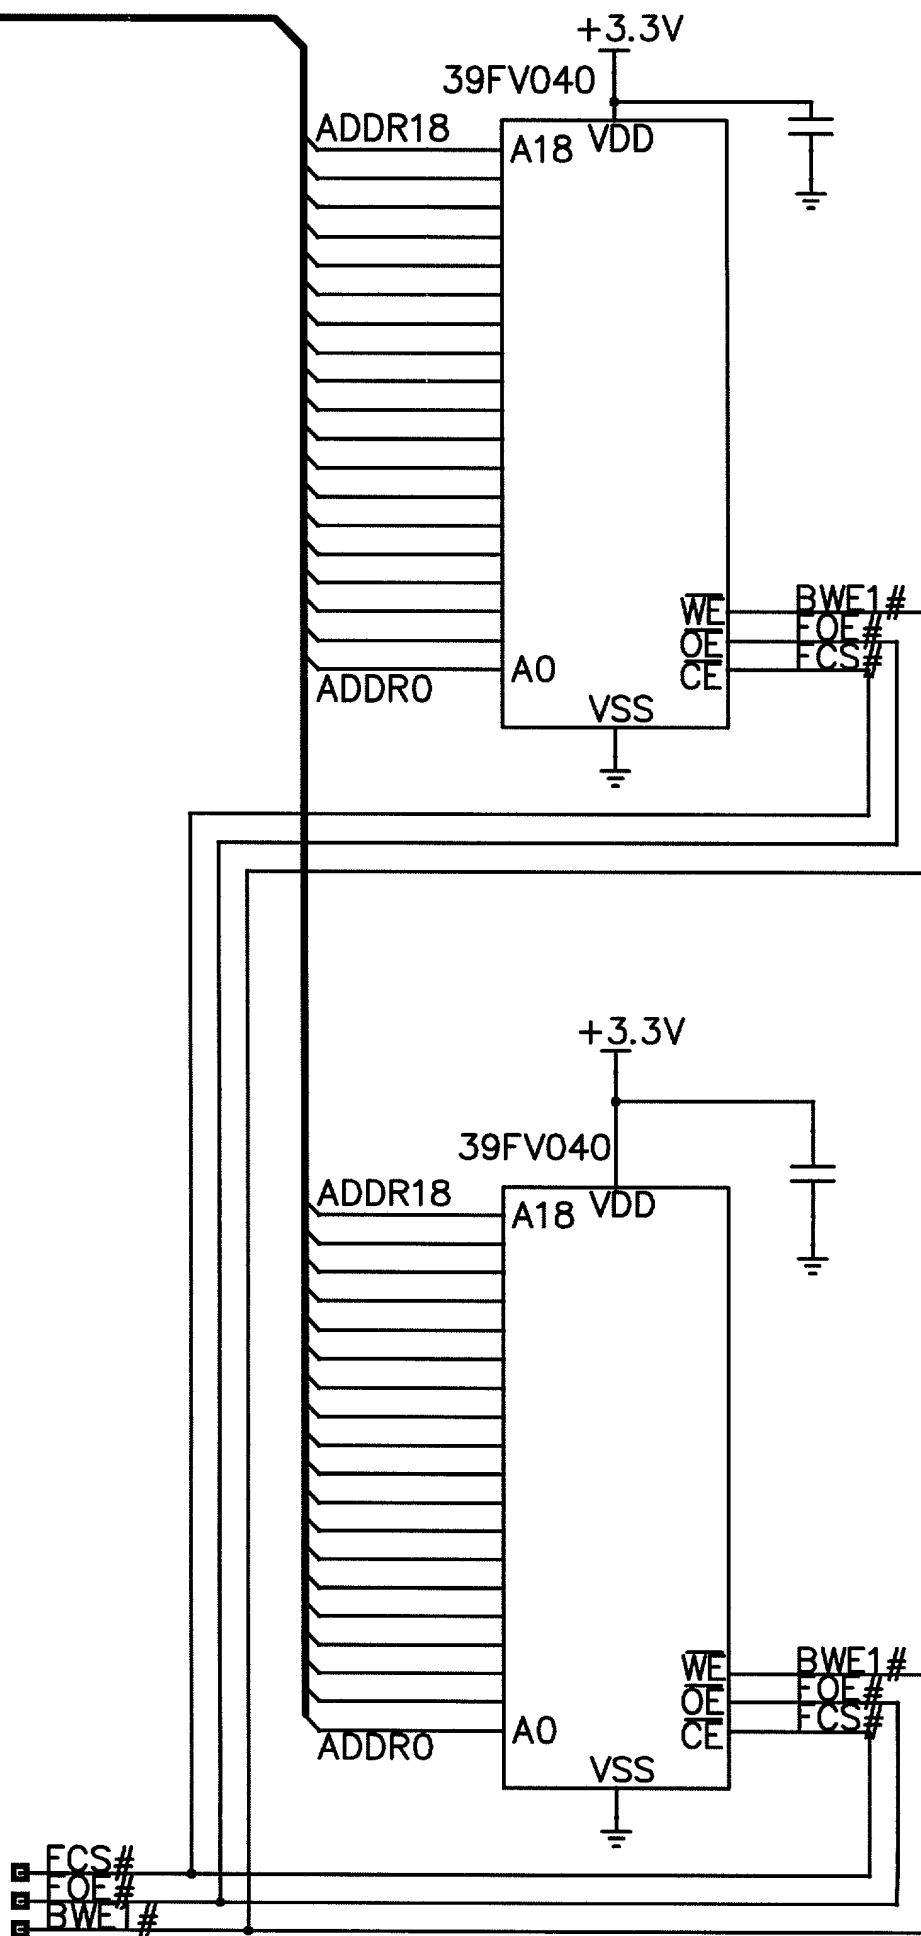 +3.3V
39FV040
ADDR18
A18
VDD
WE
BWE1#
OE
FOE#
CE
FCS#
ADDR0
A0
VSS
+3.3V
39FV040
ADDR18
A18
VDD
WE
BWE1#
OE
FOE#
CE
FCS#
ADDR0
A0
VSS
FCS#
FOE#
BWE1#